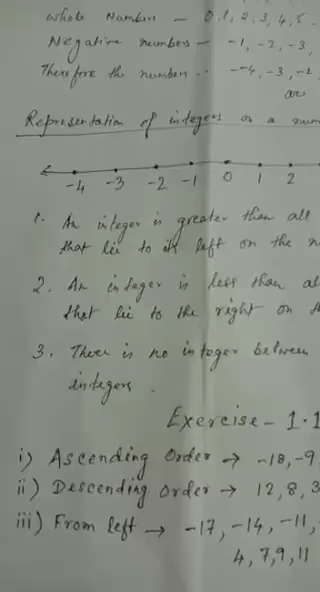 Whole Numbers - 0, 1, 2, 3, 4, 5
Negative numbers - -1, -2, -3,
Therefore the numbers .. -4, -3, -2
are
Representation of integers on a num
-4 -3 -2 -1 0 1 2
1. An integer is greater than all
that lie to its left on the n
2. An integer is less than al
that lie to the right on th
3. There is no integer between
integers.
Exercise - 1.1
i) Ascending Order → -18, -9
ii) Descending Order → 12, 8, 3
iii) From left → -17, -14, -11,
4, 7, 9, 11